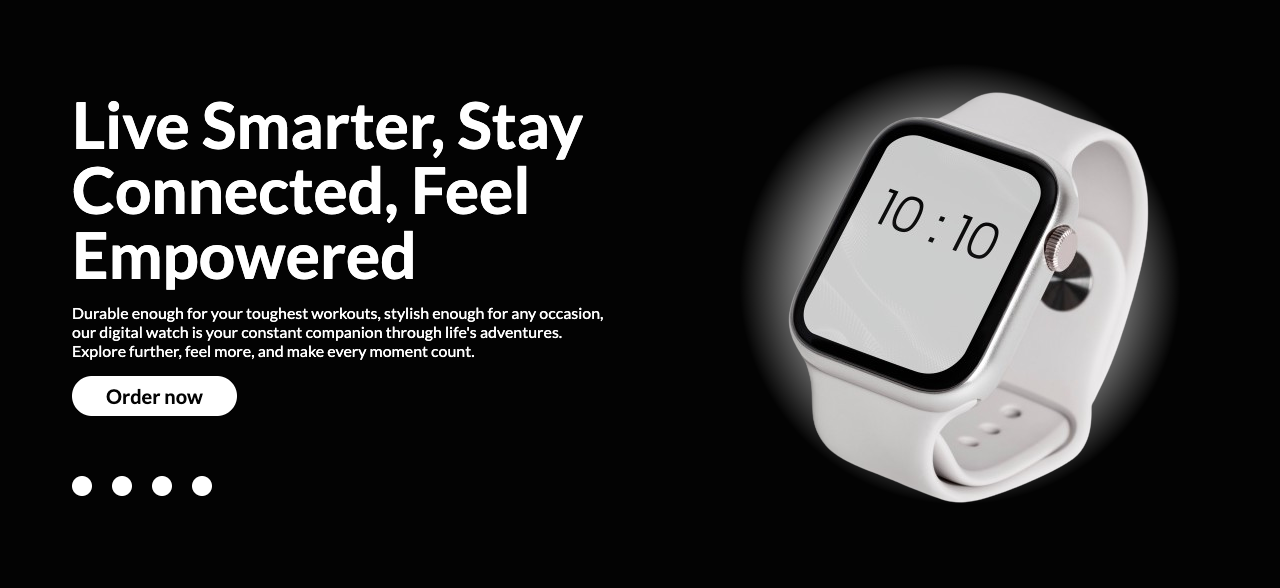 Live Smarter, Stay
Connected, Feel
Empowered
Durable enough for your toughest workouts, stylish enough for any occasion,
our digital watch is your constant companion through life's adventures.
Explore further, feel more, and make every moment count.
Order now
10 : 10